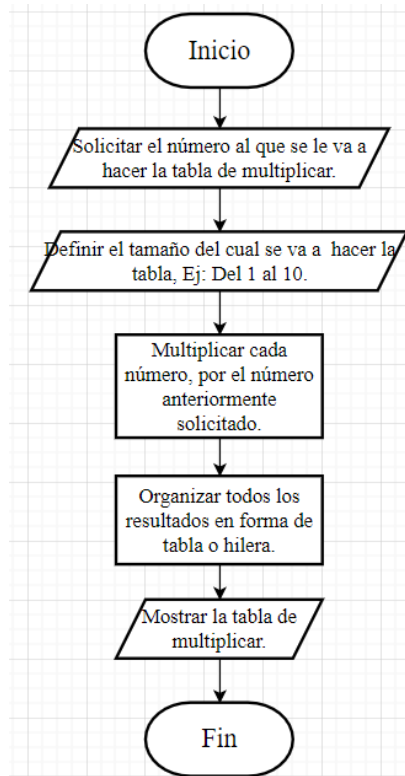 Inicio
Solicitar el número al que se le va a
hacer la tabla de multiplicar.
Definir el tamaño del cual se va a hacer la
tabla, Ej: Del 1 al 10.
Multiplicar cada
número, por el número
anteriormente
solicitado.
Organizar todos los
resultados en forma de
tabla o hilera.
Mostrar la tabla de
multiplicar.
Fin